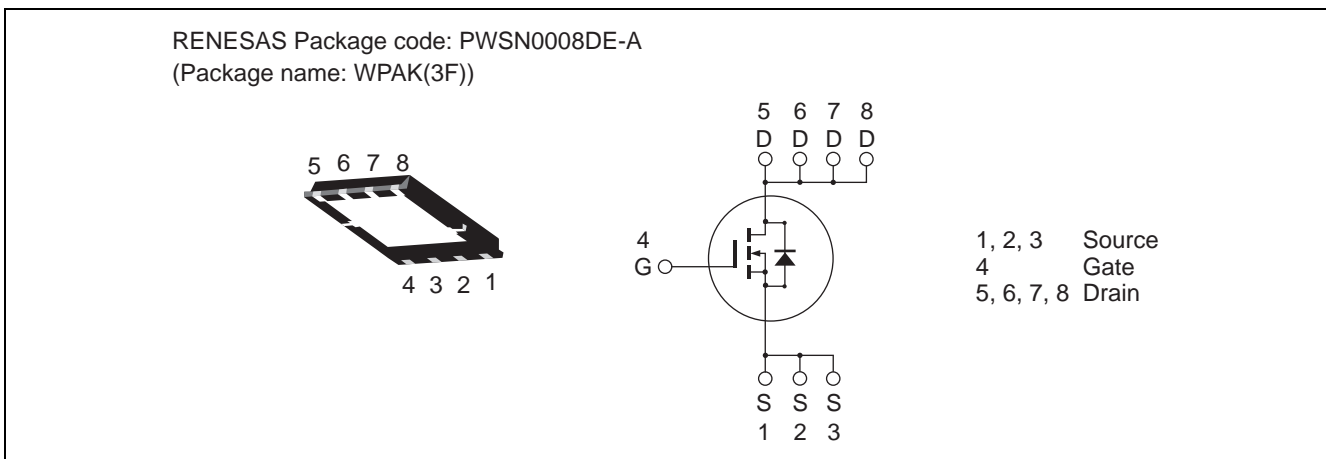 RENESAS Package code: PWSN0008DE-A
(Package name: WPAK(3F))
5 6 7 8
4 3 2 1
5 6 7 8
D D D D
4
G
S S S
1 2 3
1, 2, 3 Source
4 Gate
5, 6, 7, 8 Drain